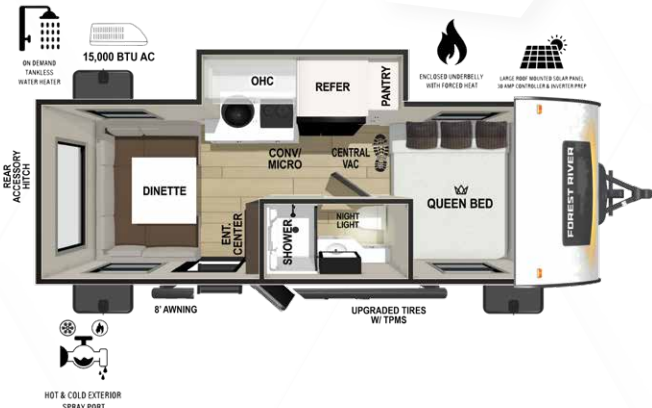 ON DEMAND
TANKLESS
WATER HEATER
15,000 BTU AC
ENCLOSED UNDERBELLY
WITH FORCED HEAT
LARGE ROOF MOUNTED SOLAR PANEL
30 AMP CONTROLLER & INVERTER PREP
OHC
REFER
PANTRY
REAR
ACCESSORY
HITCH
DINETTE
CONV/
MICRO
CENTRAL
VAC
QUEEN BED
FOREST RIVER
ENT.
CENTER
SHOWER
NIGHT
LIGHT
8' AWNING
UPGRADED TIRES
W/ TPMS
HOT & COLD EXTERIOR
SPRAY PORT